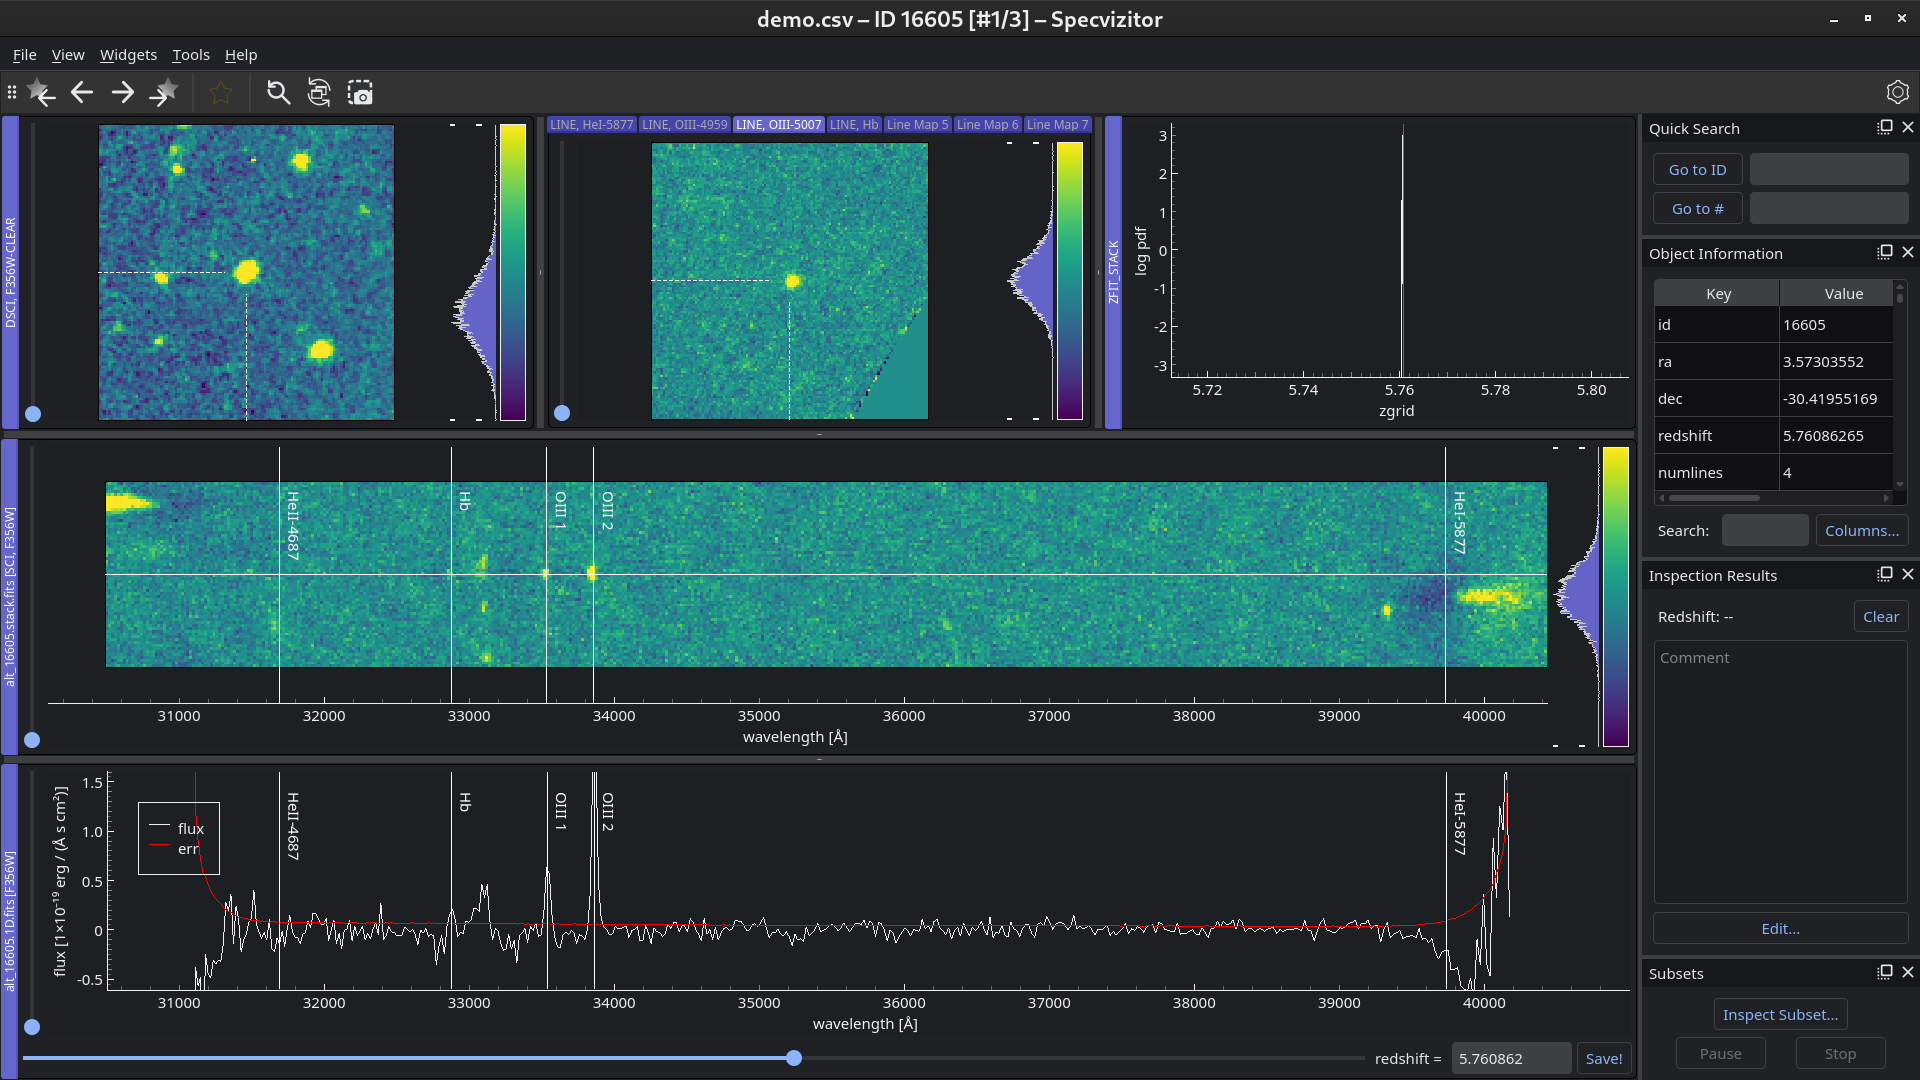 demo.csv – ID 16605 [#1/3] – Specvizitor
File View Widgets Tools Help
DSCI, F356W-CLEAR
LINE, HeI-5877 LINE, OIII-4959 LINE, OIII-5007 LINE, Hb Line Map 5 Line Map 6 Line Map 7
ZFIT_STACK
log pdf
3
2
1
0
-1
-2
-3
5.72 5.74 5.76 5.78 5.80
zgrid
alt_16605.stack.fits [SCI, F356W]
HeII-4687 Hb OIII 1 OIII 2 HeI-5877
31000 32000 33000 34000 35000 36000 37000 38000 39000 40000
wavelength [Å]
alt_16605.1D.fits [F356W]
flux [1×10⁻¹⁹ erg / (Å s cm²)]
1.5
1.0
0.5
0
-0.5
flux
err
HeII-4687 Hb OIII 1 OIII 2 HeI-5877
31000 32000 33000 34000 35000 36000 37000 38000 39000 40000
wavelength [Å]
redshift = 5.760862 Save!
Quick Search
Go to ID
Go to #
Object Information
Key Value
id 16605
ra 3.57303552
dec -30.41955169
redshift 5.76086265
numlines 4
Search: Columns...
Inspection Results
Redshift: -- Clear
Comment
Edit...
Subsets
Inspect Subset...
Pause Stop